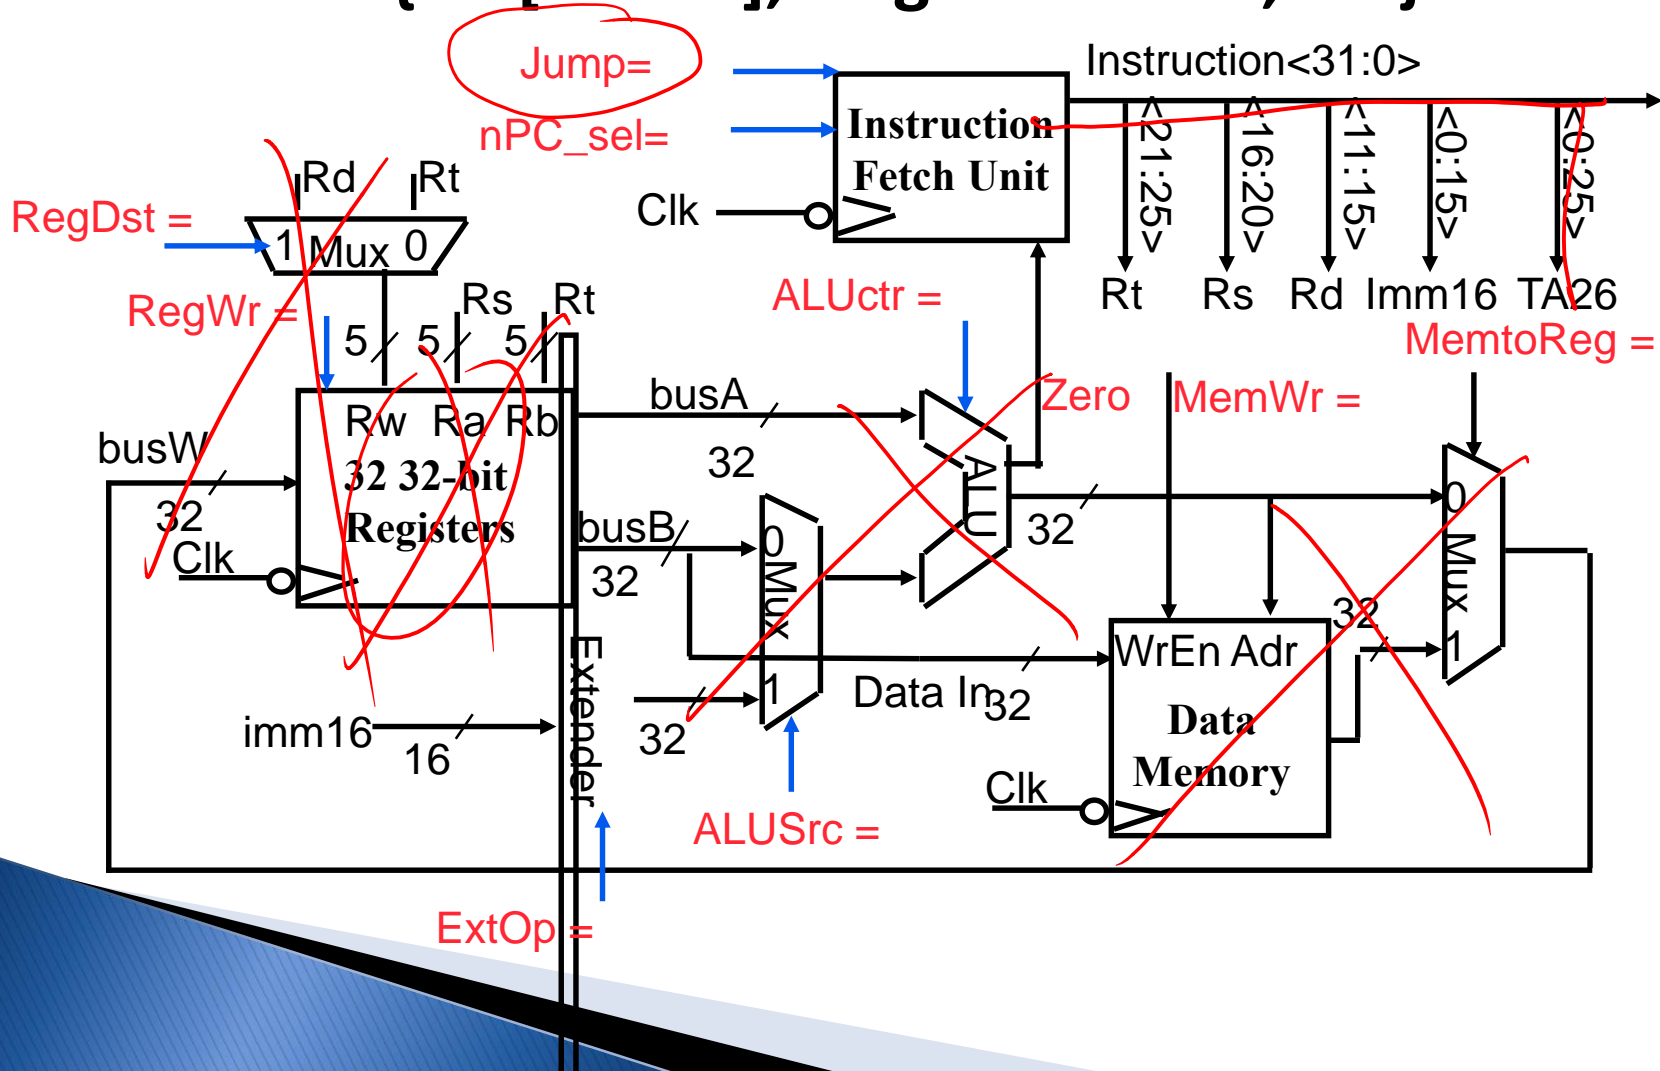 Jump=
Instruction<31:0>
nPC_sel=
Instruction
Fetch Unit
Clk
<21:25>
<16:20>
<11:15>
<0:15>
<0:25>
Rt
Rs
Rd
Imm16
TA26
Rd
Rt
RegDst =
1
Mux
0
RegWr =
Rs
Rt
5
5
5
ALUctr =
MemtoReg =
busA
Zero
MemWr =
Rw
Ra
Rb
busW
32
32 32-bit
Registers
32
Clk
busB
32
0
Mux
1
ALU
32
0
Mux
1
32
WrEn
Adr
Data In
32
Data
Memory
Clk
imm16
16
Extender
32
ALUSrc =
ExtOp =